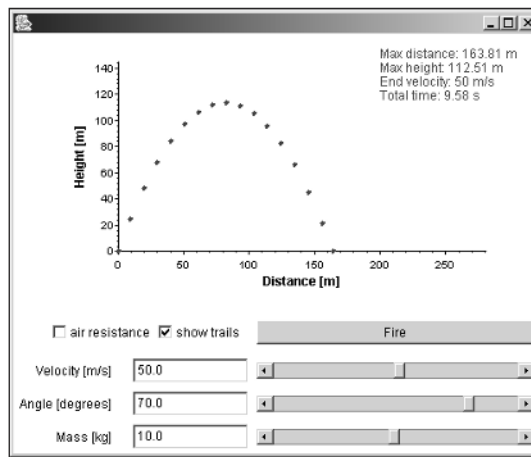 Max distance: 163.81 m
Max height: 112.51 m
End velocity: 50 m/s
Total time: 9.58 s
Height [m]
140
120
100
80
60
40
20
0
0 50 100 150 200 250
Distance [m]
air resistance show trails Fire
Velocity [m/s] 50.0
Angle [degrees] 70.0
Mass [kg] 10.0